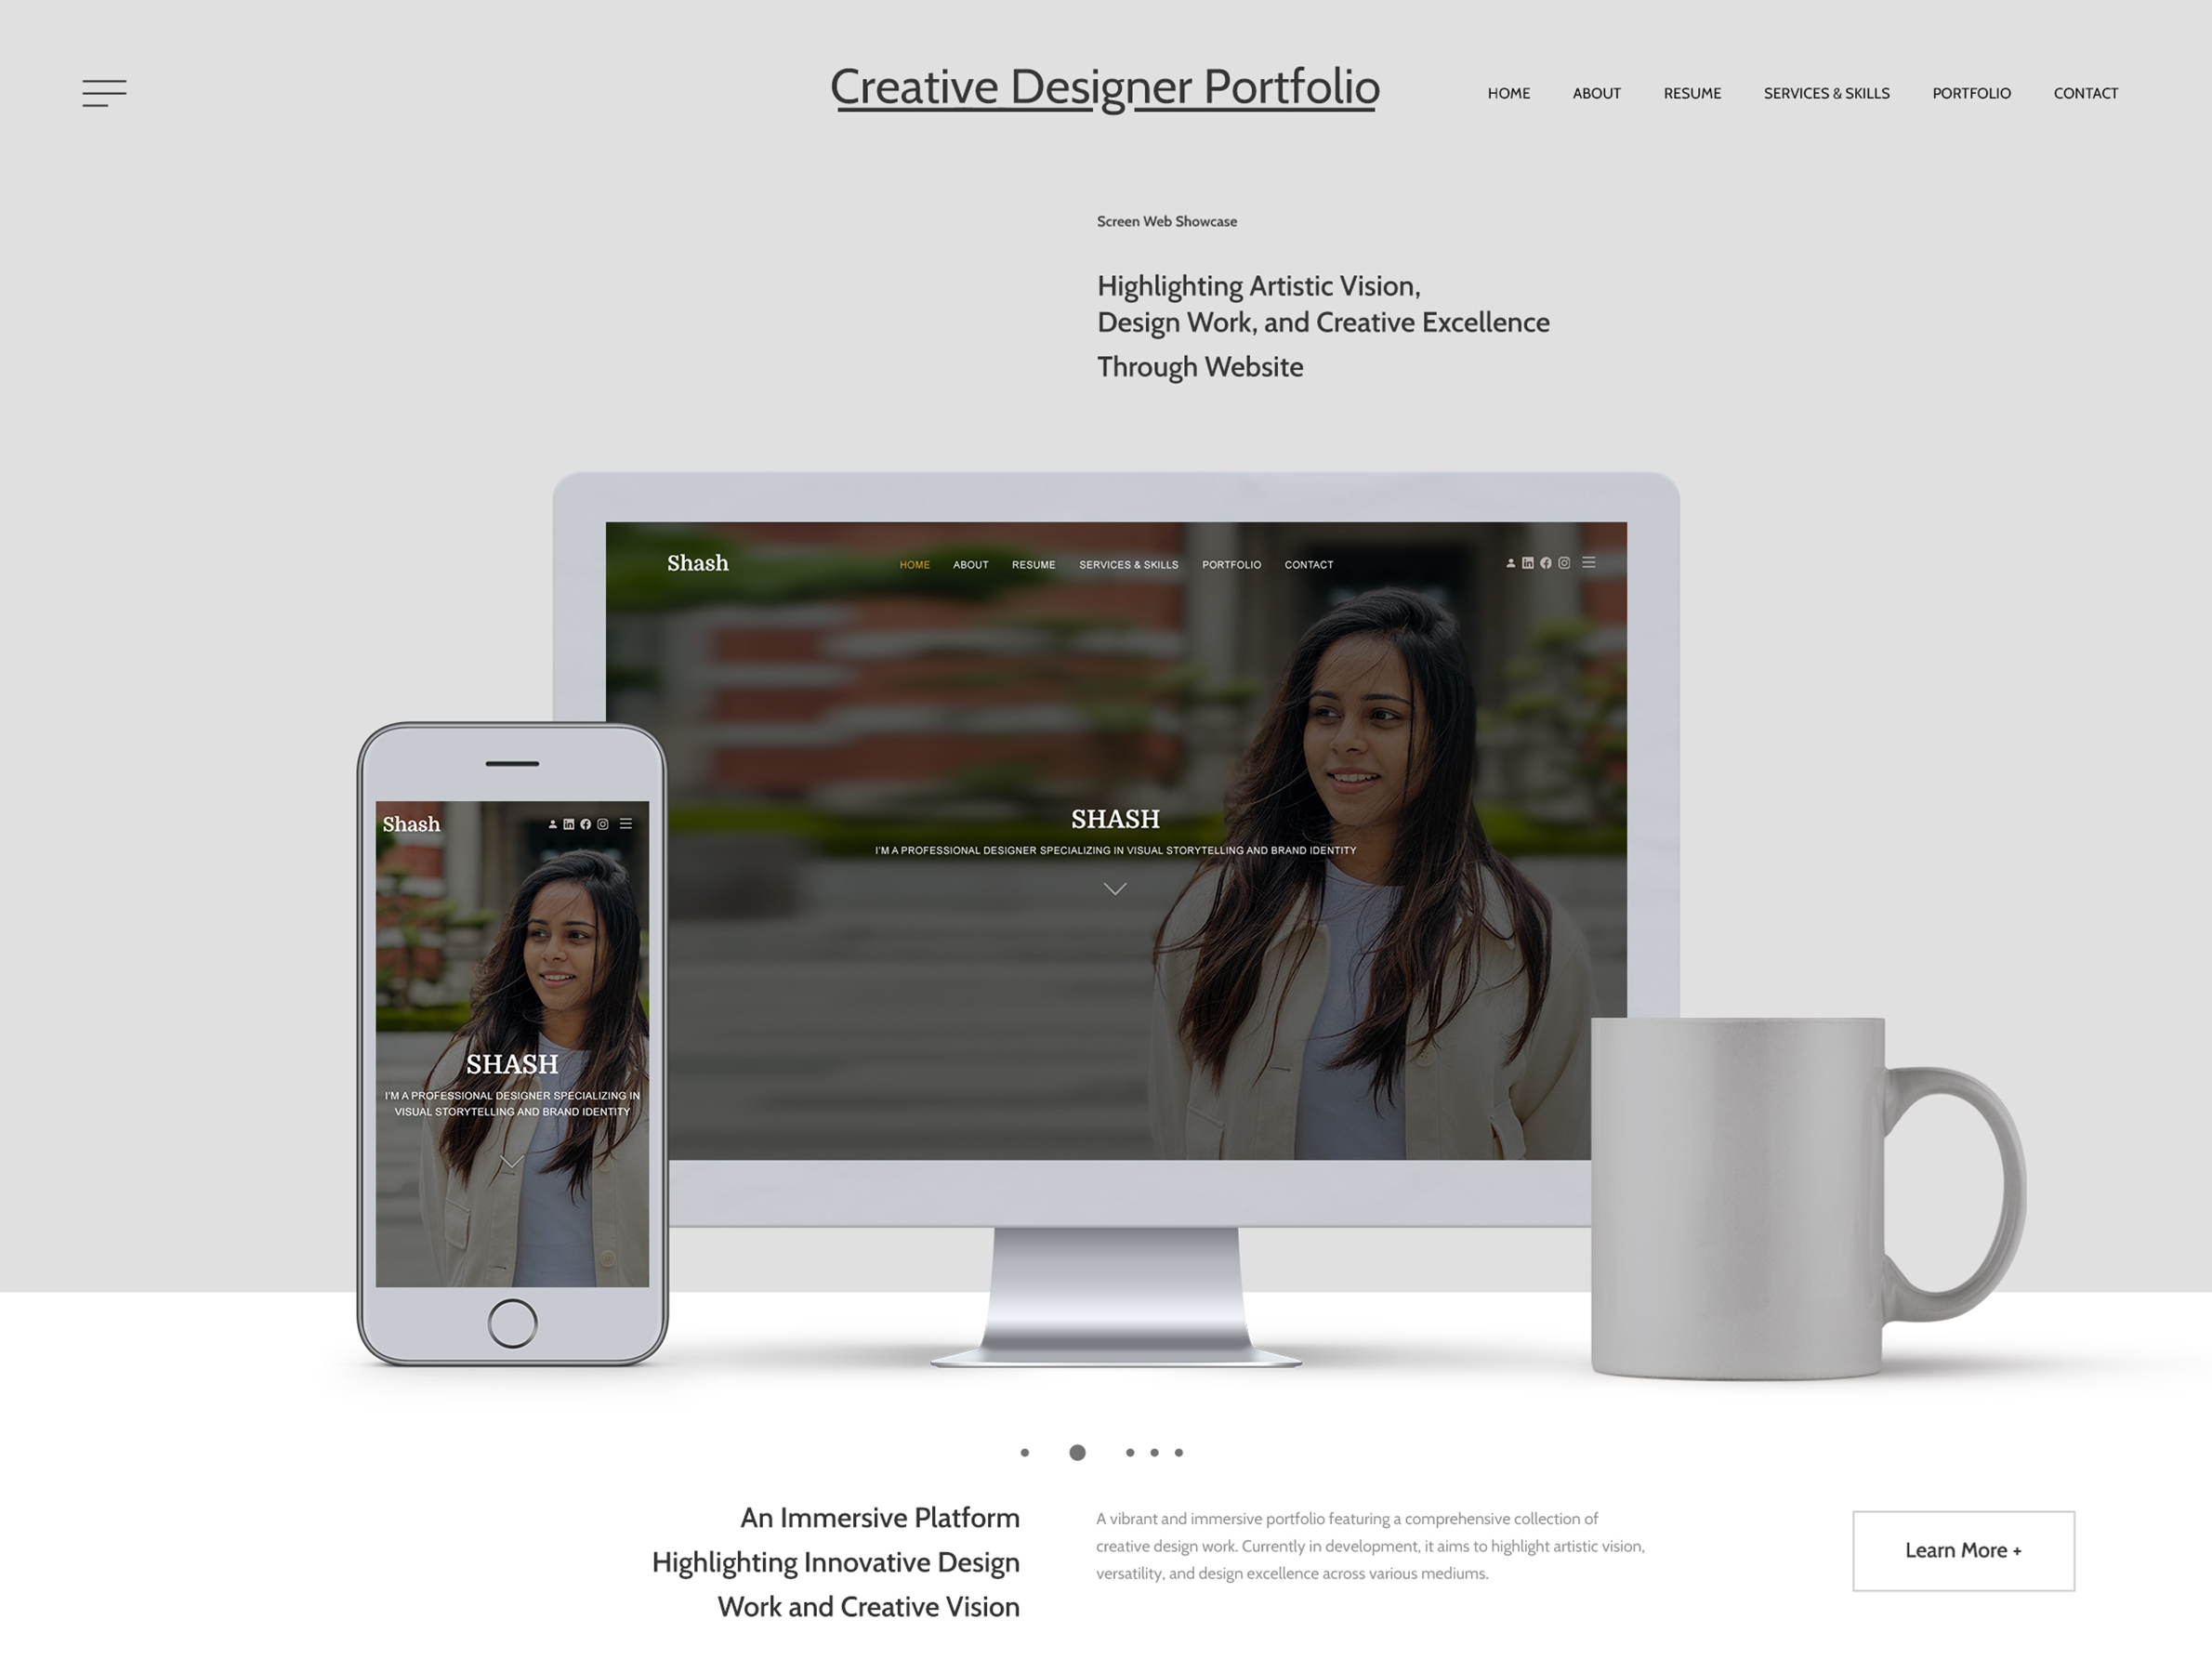 Creative Designer Portfolio
HOME ABOUT RESUME SERVICES & SKILLS PORTFOLIO CONTACT
Screen Web Showcase
Highlighting Artistic Vision,
Design Work, and Creative Excellence
Through Website
Shash
HOME ABOUT RESUME SERVICES & SKILLS PORTFOLIO CONTACT
SHASH
I'M A PROFESSIONAL DESIGNER SPECIALIZING IN VISUAL STORYTELLING AND BRAND IDENTITY
Shash
SHASH
I'M A PROFESSIONAL DESIGNER SPECIALIZING IN
VISUAL STORYTELLING AND BRAND IDENTITY
An Immersive Platform
Highlighting Innovative Design
Work and Creative Vision
A vibrant and immersive portfolio featuring a comprehensive collection of
creative design work. Currently in development, it aims to highlight artistic vision,
versatility, and design excellence across various mediums.
Learn More +